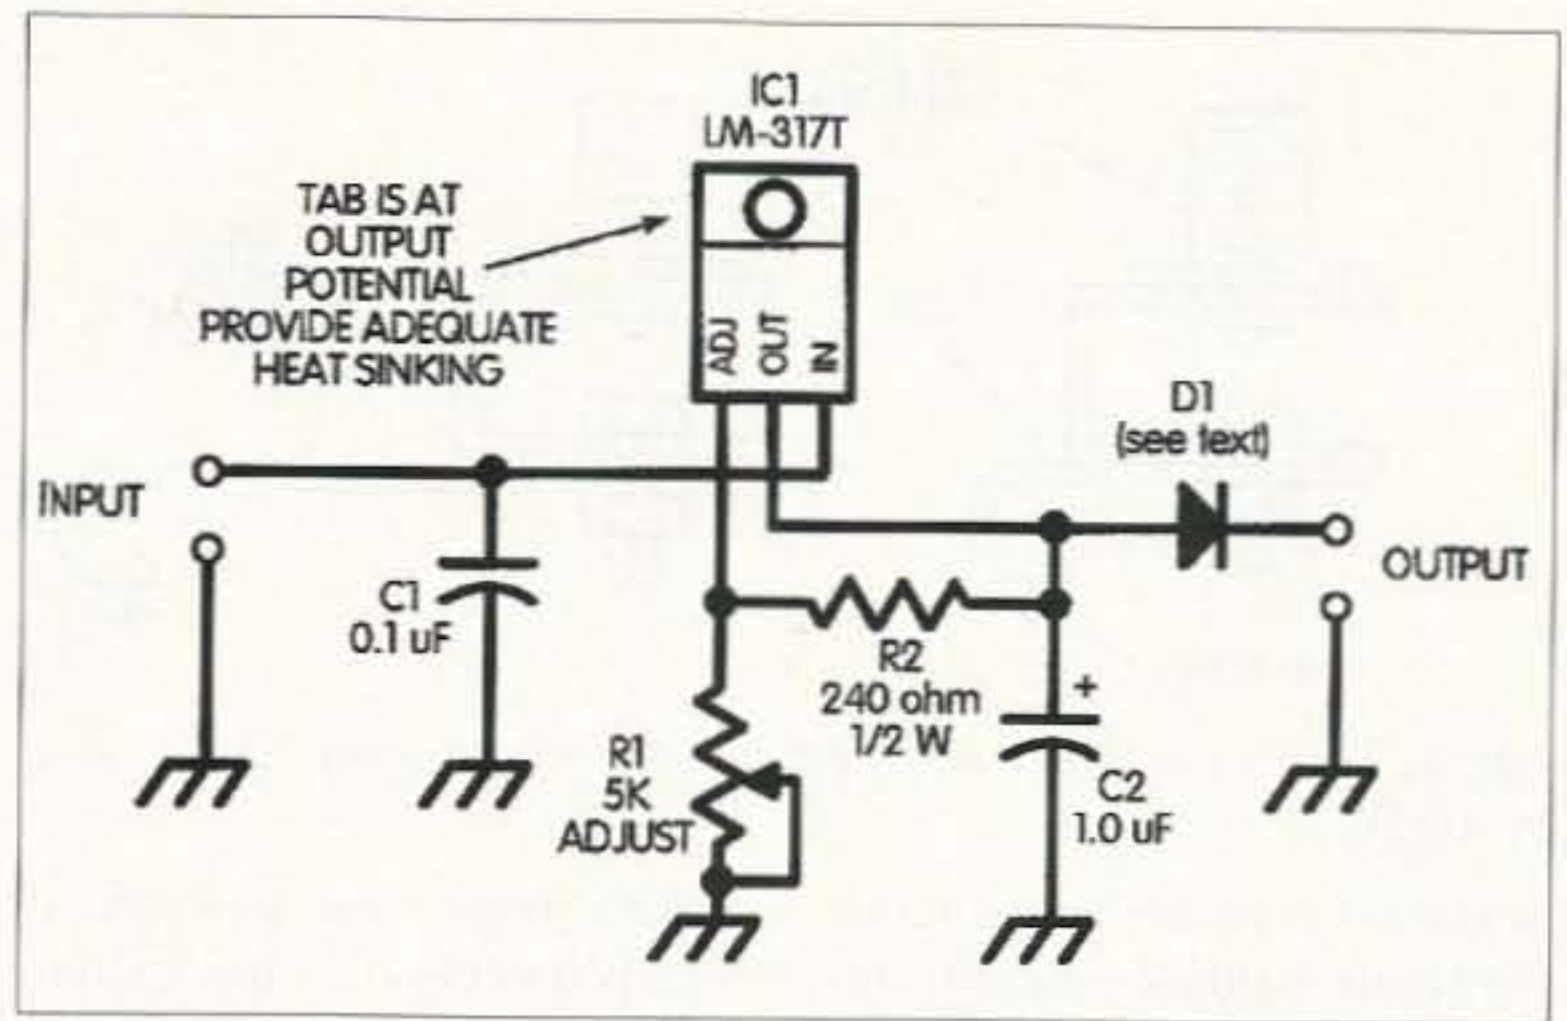 IC1
LM-317T
TAB IS AT
OUTPUT
POTENTIAL
PROVIDE ADEQUATE
HEAT SINKING
ADJ
OUT
IN
D1
(see text)
INPUT
OUTPUT
C1
0.1 uF
R2
240 ohm
1/2 W
+
R1
5K
ADJUST
C2
1.0 uF